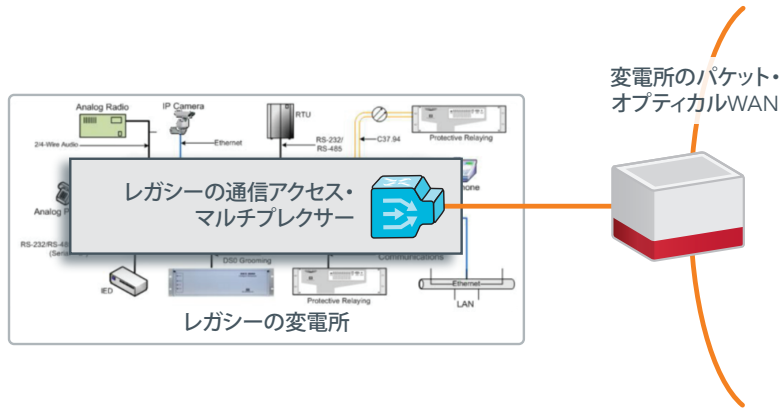 変電所のパケット・
オプティカルWAN
Analog Radio
IP Camera
RTU
2/4-Wire Audio
Ethernet
RS-232/
RS-485
C37.94
Protective Relaying
レガシーの通信アクセス・
マルチプレクサー
Analog P
hone
RS-232/RS-48
(Seri
DS0 Grooming
Communications
IED
Protective Relaying
Ethernet
LAN
レガシーの変電所